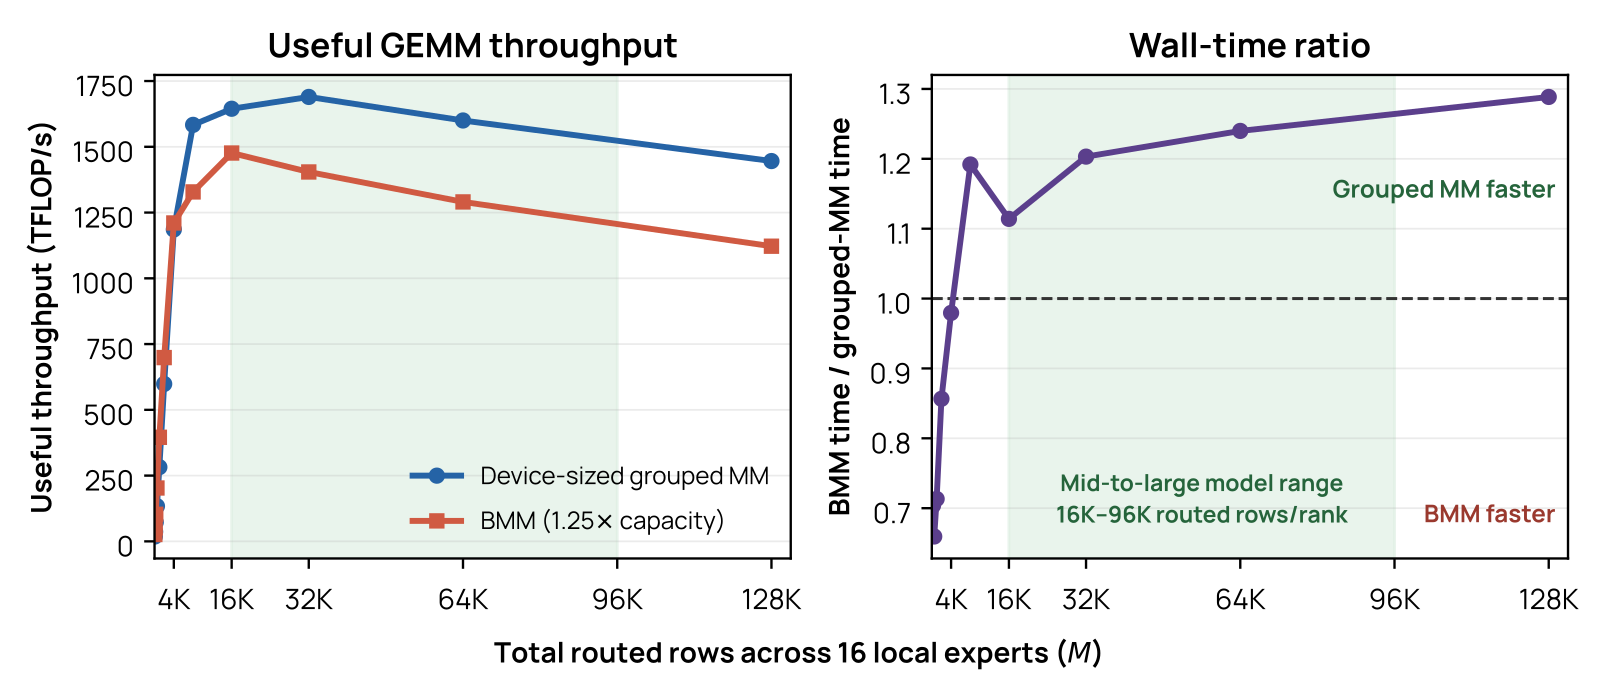 Useful GEMM throughput
Useful throughput (TFLOP/s)
1750
1500
1250
1000
750
500
250
0
Device-sized grouped MM
BMM (1.25× capacity)
4K 16K 32K 64K 96K 128K
Wall-time ratio
BMM time / grouped-MM time
1.3
1.2
1.1
1.0
0.9
0.8
0.7
Grouped MM faster
Mid-to-large model range
16K–96K routed rows/rank
BMM faster
4K 16K 32K 64K 96K 128K
Total routed rows across 16 local experts (M)